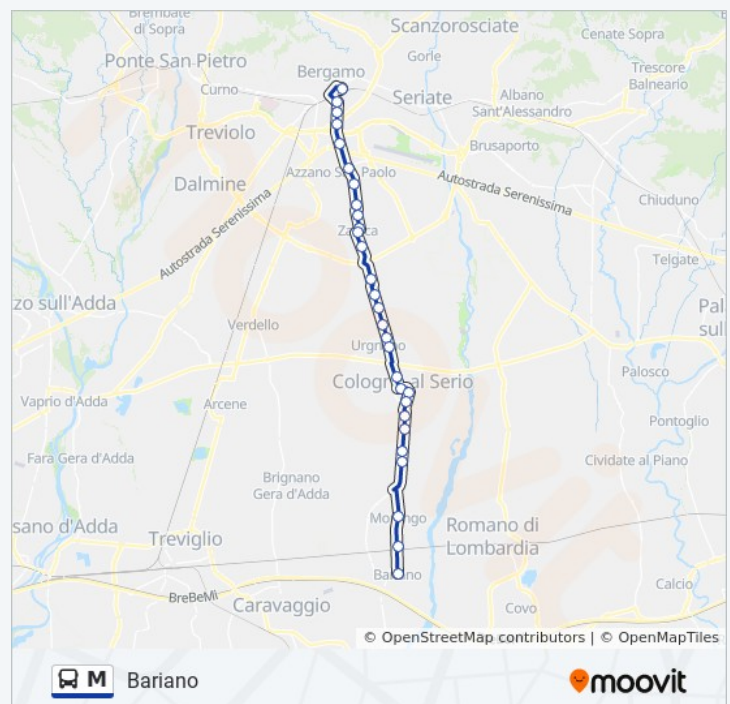 Brembate
di Sopra
Scanzorosciate
Cenate Sopra
Gorle
Ponte San Pietro
Bergamo
Trescore
Balneario
Curno
Seriate
Albano
Sant'Alessandro
Treviolo
Brusaporto
Azzano San Paolo
Dalmine
Autostrada Serenissima
Autostrada Serenissima
Chiuduno
Zanica
Telgate
zo sull'Adda
Pal
sull
Verdello
Urgnano
Palosco
Cologno al Serio
Vaprio d'Adda
Arcene
Pontoglio
Fara Gera d'Adda
Cividate al Piano
Brignano
Gera d'Adda
Morengo
sano d'Adda
Romano di
Lombardia
Treviglio
Bariano
Calcio
BreBeMi
Caravaggio
Covo
© OpenStreetMap contributors | © OpenMapTiles
M Bariano
moovit